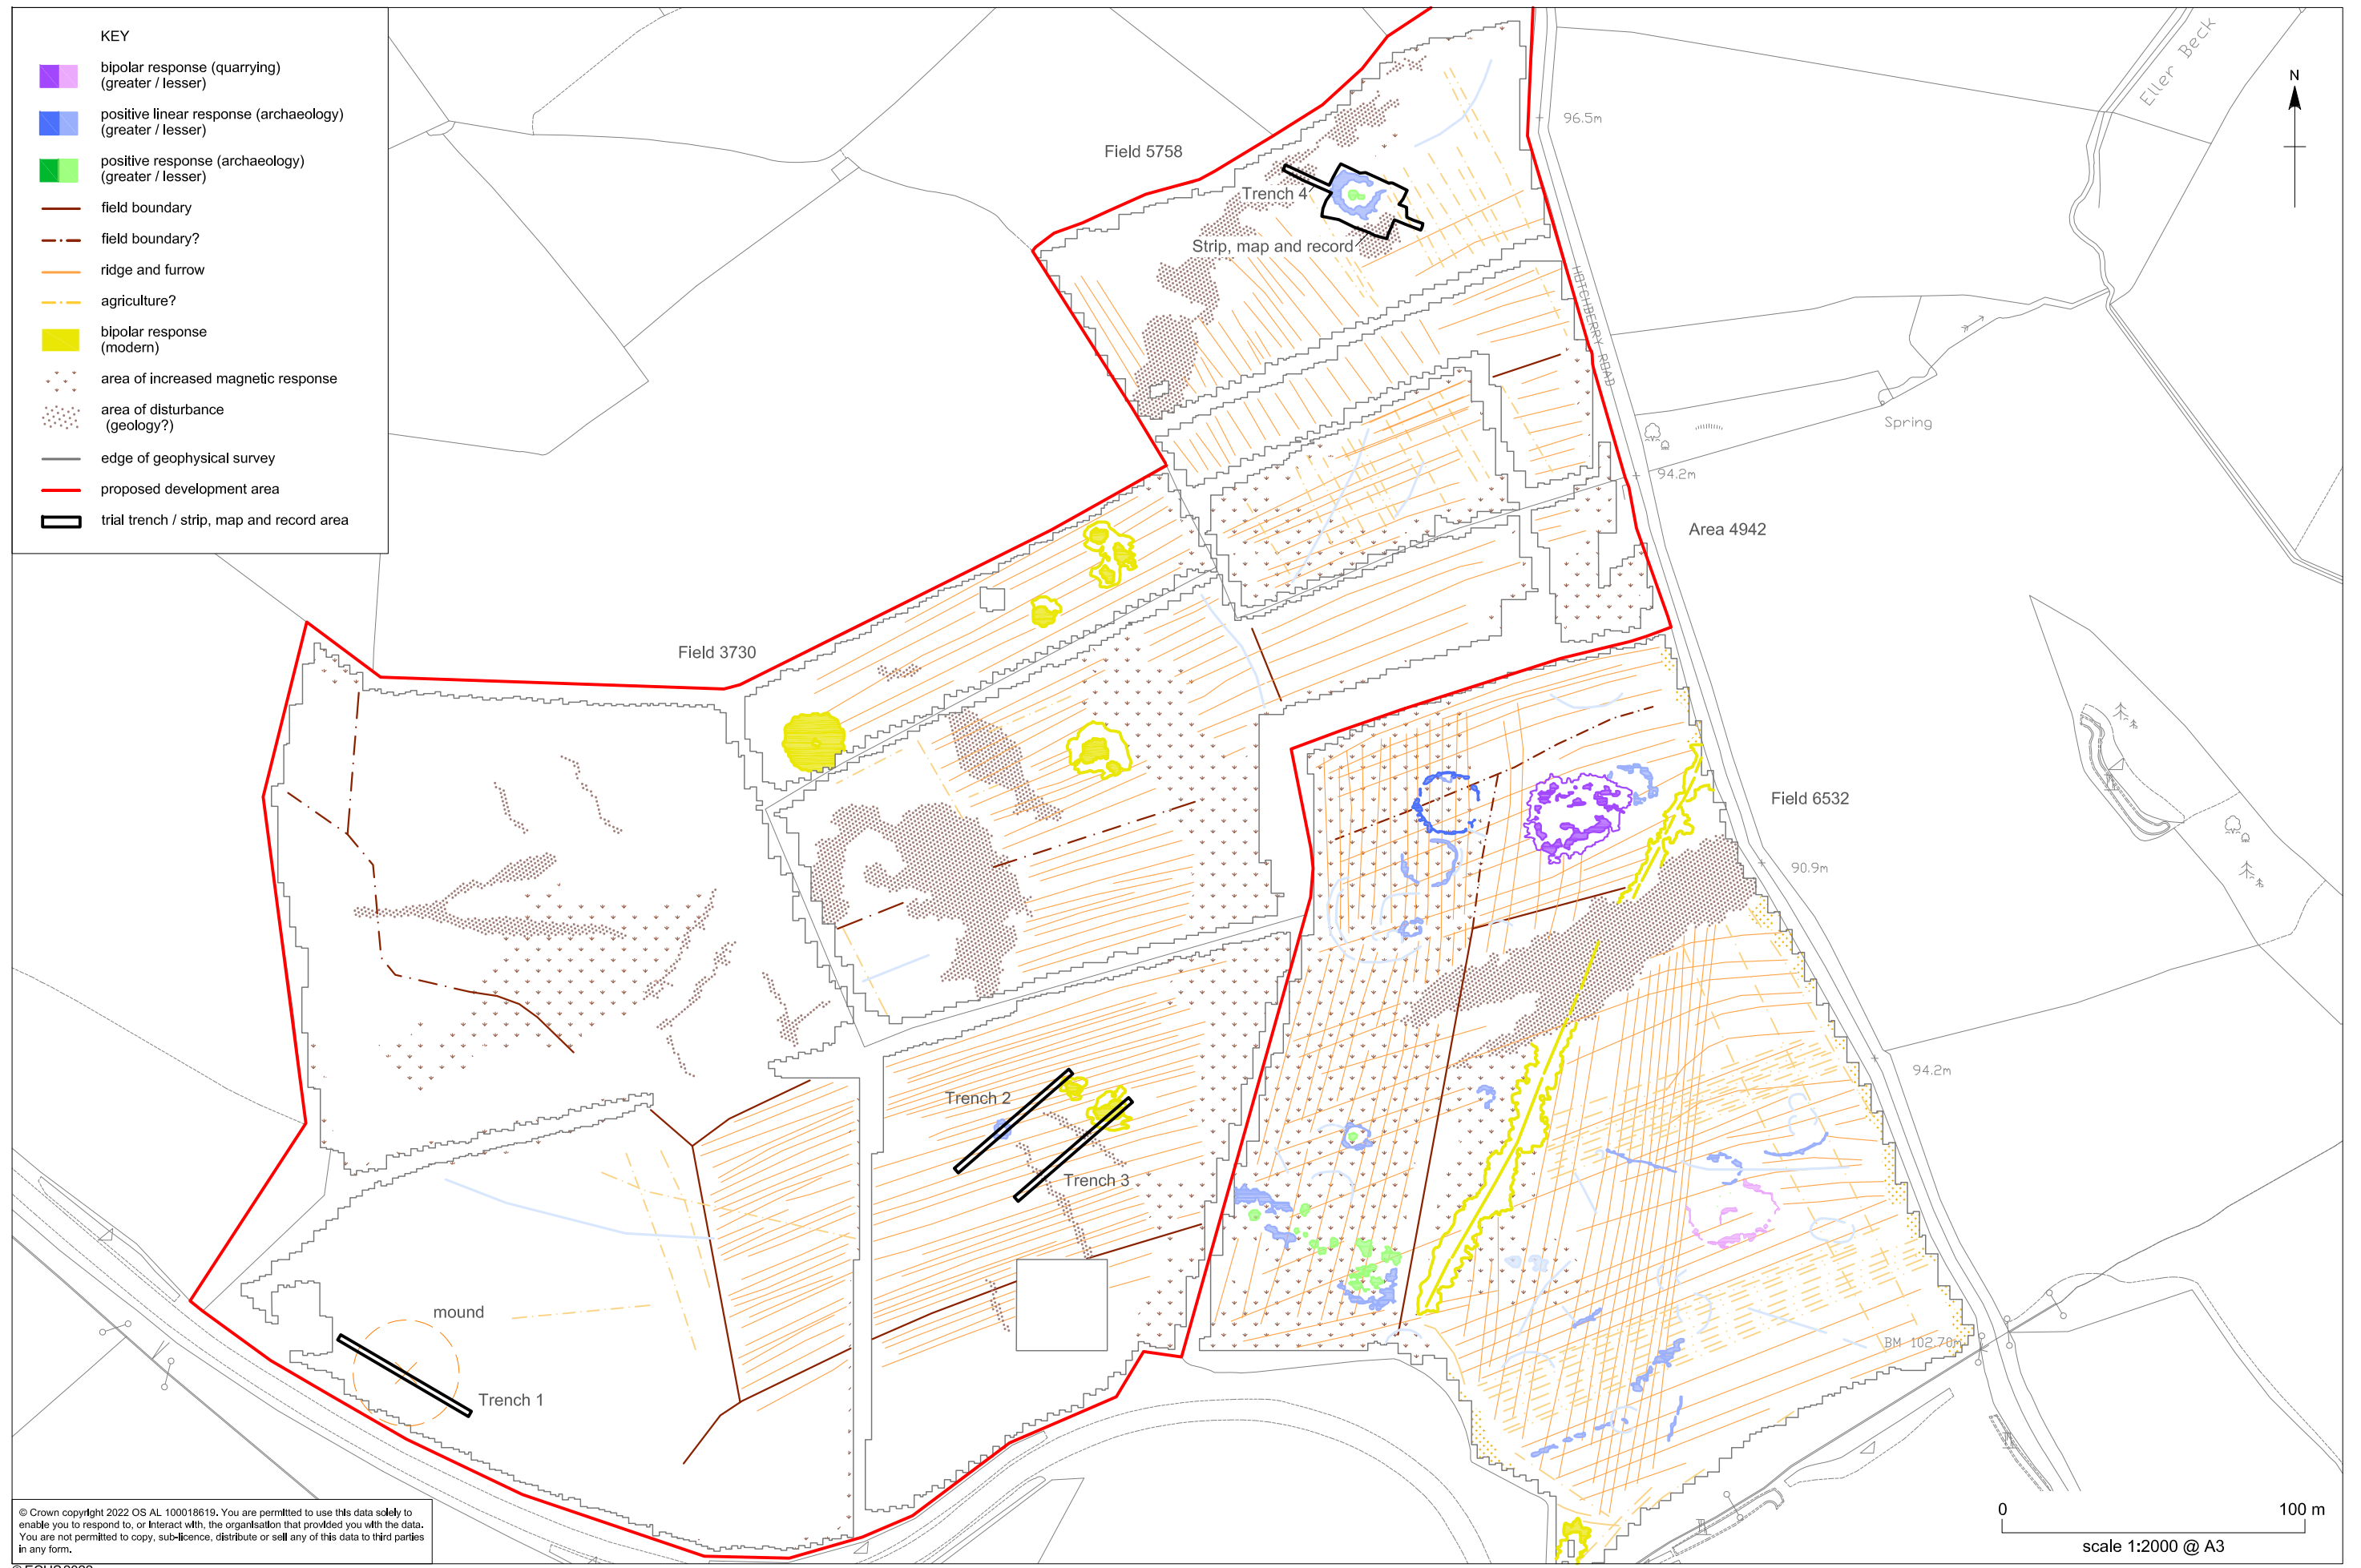 KEY
bipolar response (quarrying)
(greater / lesser)
positive linear response (archaeology)
(greater / lesser)
positive response (archaeology)
(greater / lesser)
field boundary
field boundary?
ridge and furrow
agriculture?
bipolar response
(modern)
area of increased magnetic response
area of disturbance
(geology?)
edge of geophysical survey
proposed development area
trial trench / strip, map and record area
Eller Beck
N
96.5m
Field 5758
Trench 4
Strip, map and record
HOTCHBERRY ROAD
Spring
94.2m
Area 4942
Field 3730
Field 6532
90.9m
94.2m
Trench 2
Trench 3
mound
Trench 1
BM 102.70m
0
100 m
scale 1:2000 @ A3
© Crown copyright 2022 OS AL 100018619. You are permitted to use this data solely to
enable you to respond to, or interact with, the organisation that provided you with the data.
You are not permitted to copy, sub-licence, distribute or sell any of this data to third parties
in any form.